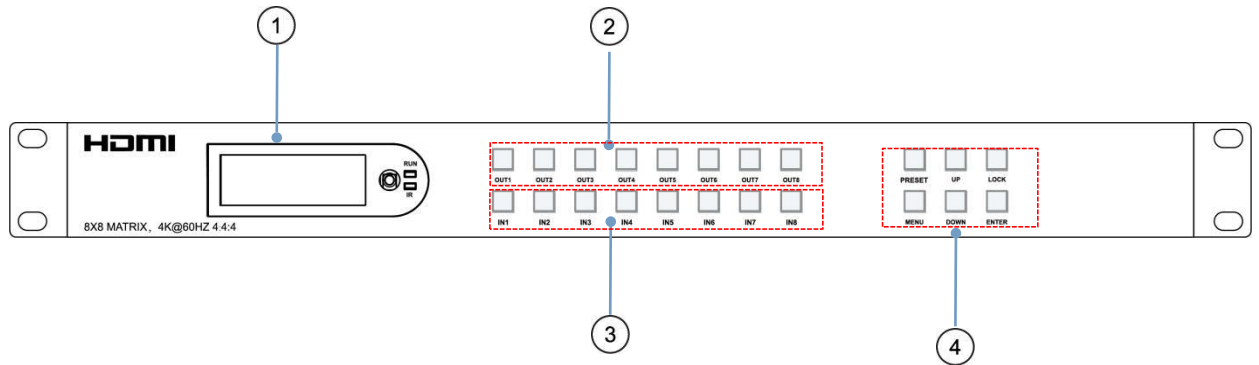 1
2
HDMI
RUN
IR
OUT1 OUT2 OUT3 OUT4 OUT5 OUT6 OUT7 OUT8
PRESET UP LOCK
IN1 IN2 IN3 IN4 IN5 IN6 IN7 IN8
MENU DOWN ENTER
8X8 MATRIX, 4K@60HZ 4:4:4
3
4